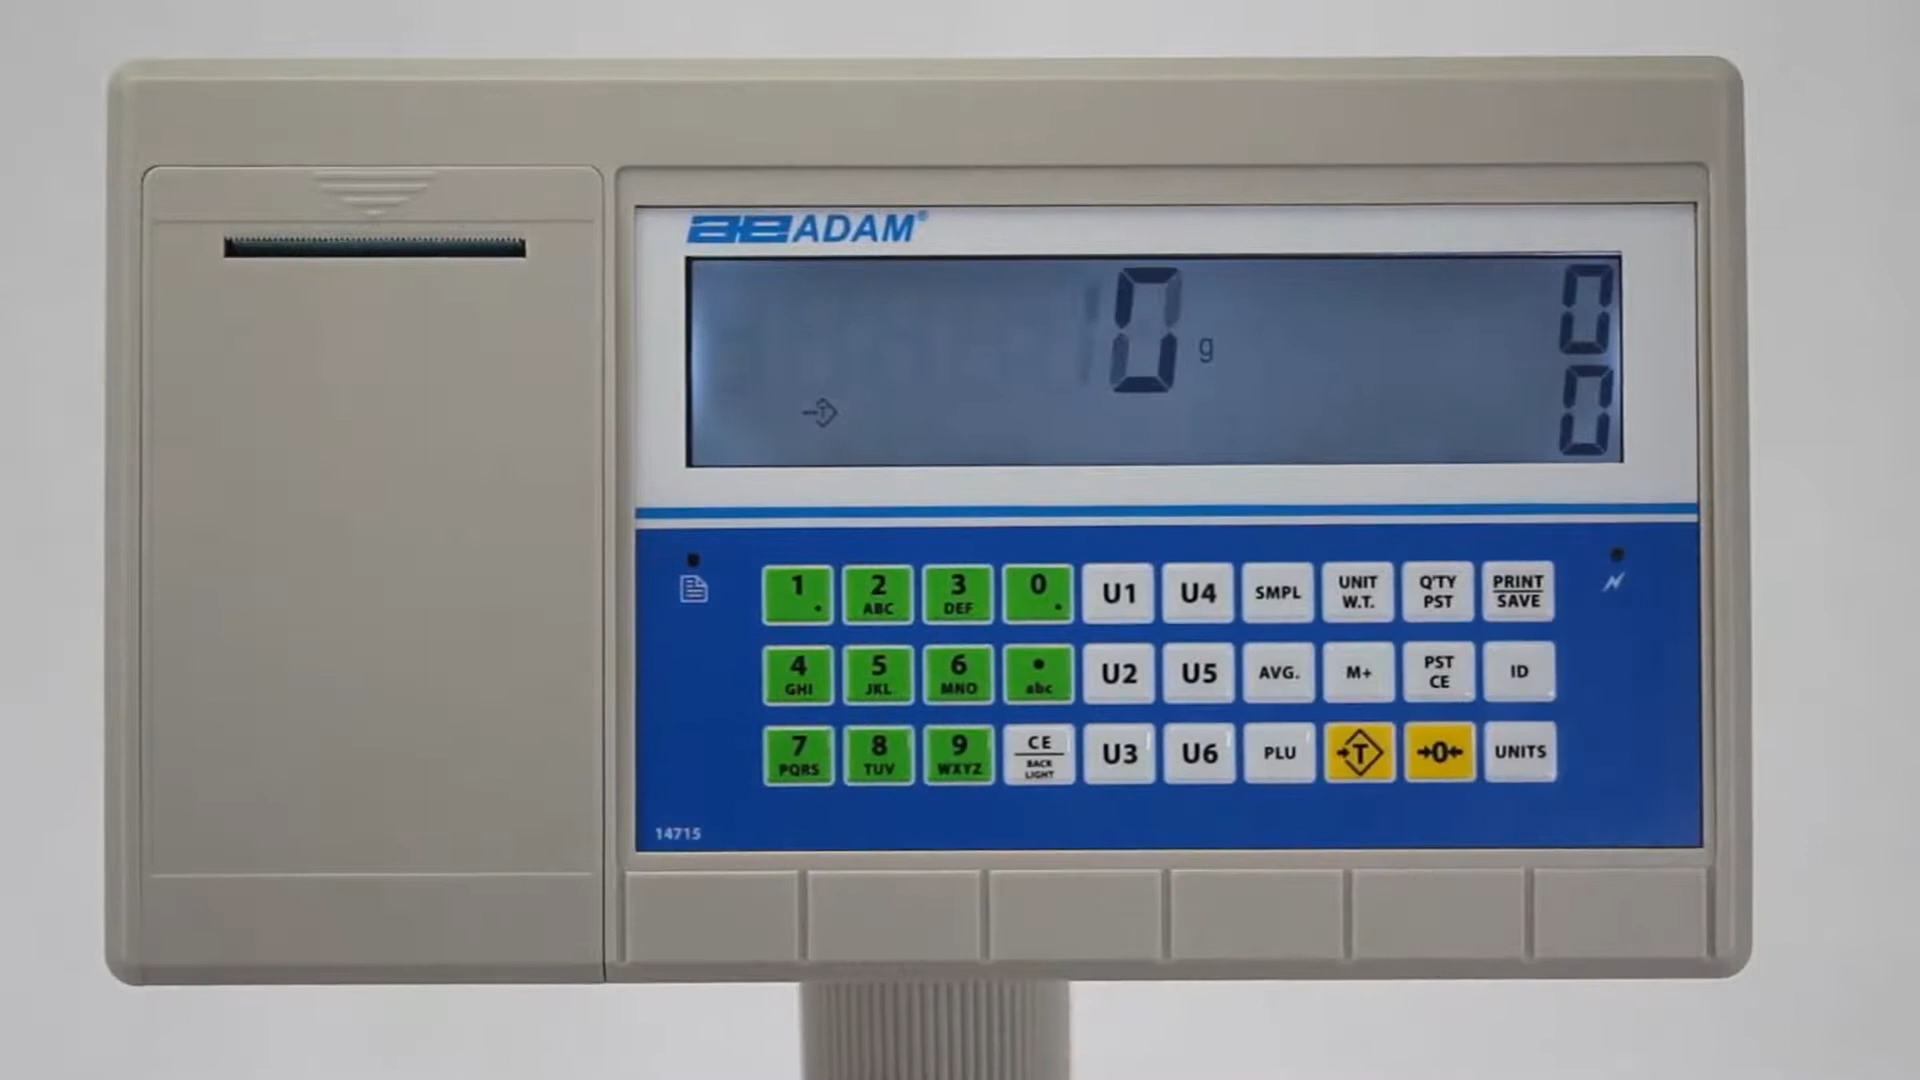 ae ADAM®
0 g 0
T 0
1 . 2 ABC 3 DEF 0 . U1 U4 SMPL UNIT W.T. Q'TY PST PRINT SAVE
4 GHI 5 JKL 6 MNO • abc U2 U5 AVG. M+ PST CE ID
7 PQRS 8 TUV 9 WXYZ CE BACK LIGHT U3 U6 PLU T →0← UNITS
14715